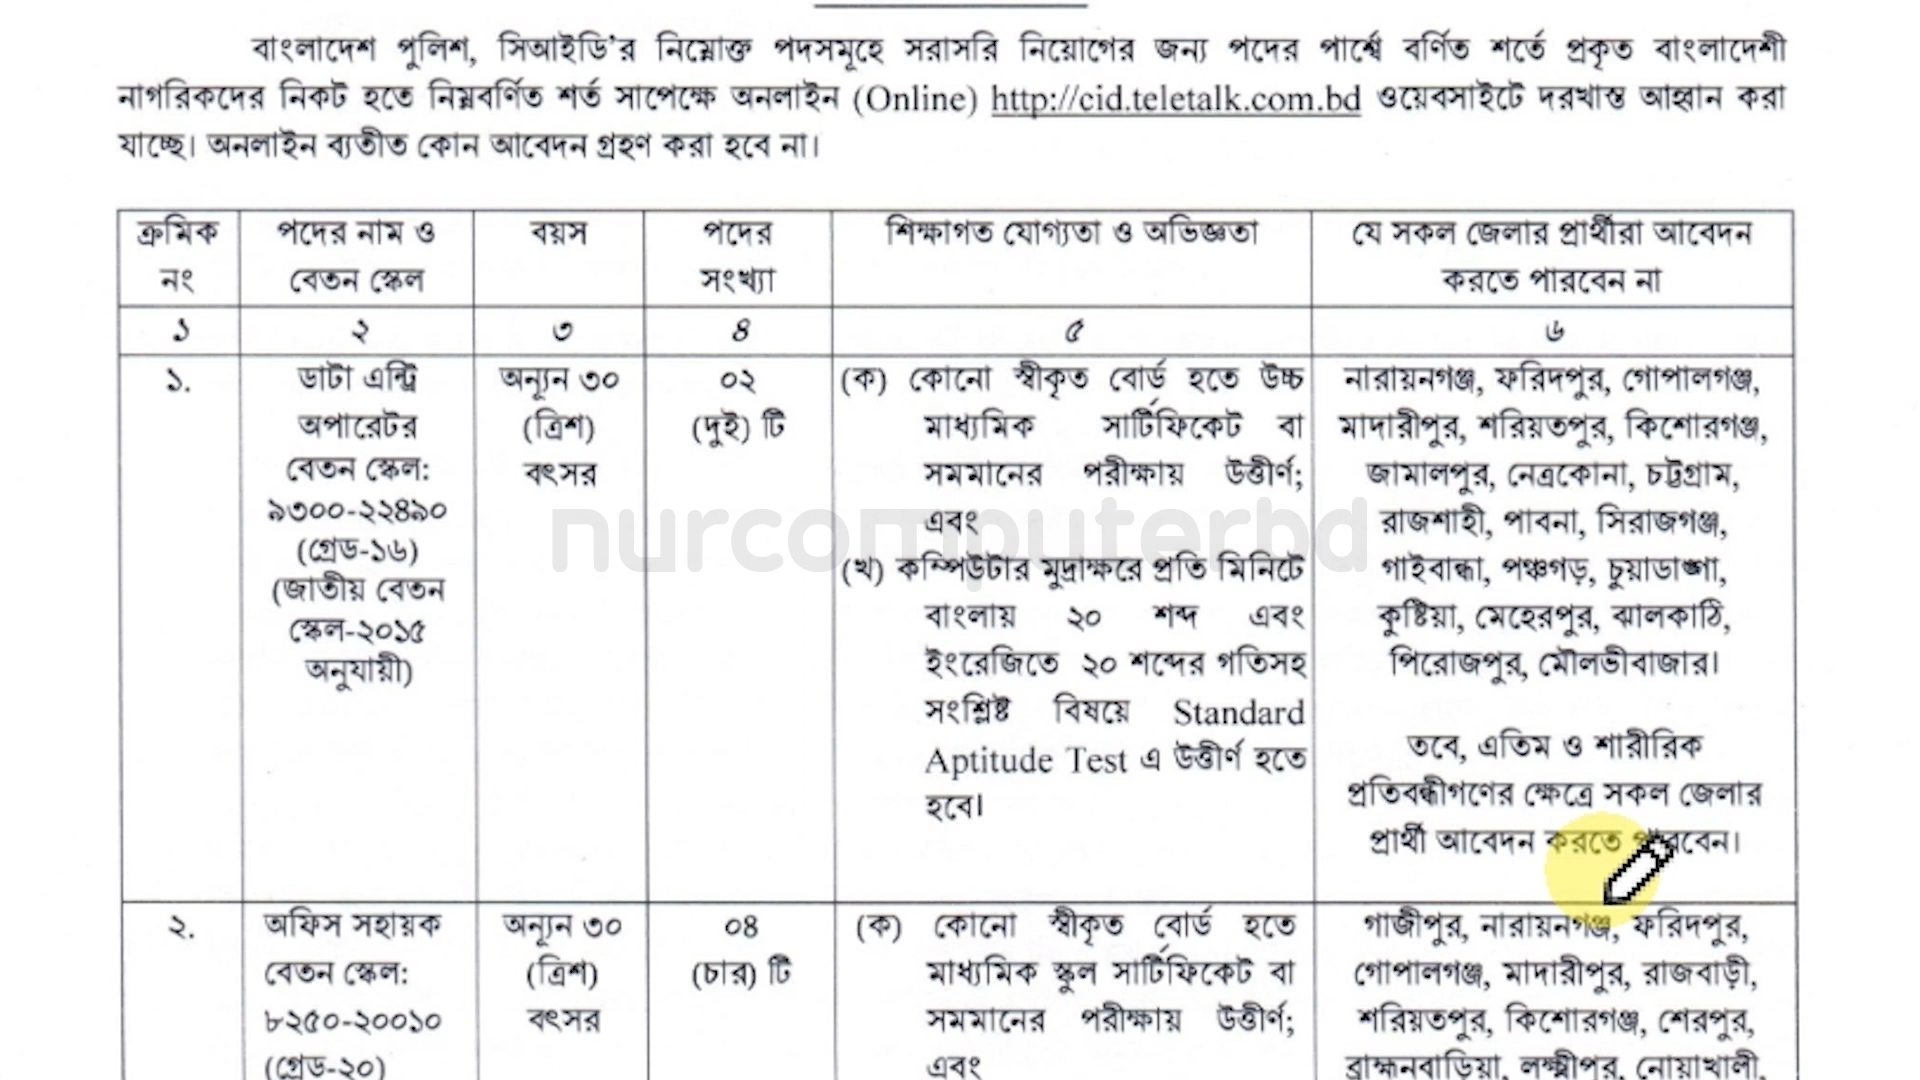 বাংলাদেশ পুলিশ, সিআইডি'র নিম্নোক্ত পদসমূহে সরাসরি নিয়োগের জন্য পদের পার্শ্বে বর্ণিত শর্তে প্রকৃত বাংলাদেশী
নাগরিকদের নিকট হতে নিম্নবর্ণিত শর্ত সাপেক্ষে অনলাইন (Online) http://cid.teletalk.com.bd ওয়েবসাইটে দরখাস্ত আহ্বান করা
যাচ্ছে। অনলাইন ব্যতীত কোন আবেদন গ্রহণ করা হবে না।
ক্রমিক
নং
পদের নাম ও
বেতন স্কেল
বয়স
পদের
সংখ্যা
শিক্ষাগত যোগ্যতা ও অভিজ্ঞতা
যে সকল জেলার প্রার্থীরা আবেদন
করতে পারবেন না
১
২
৩
৪
৫
৬
১.
ডাটা এন্ট্রি
অপারেটর
বেতন স্কেল:
৯৩০০-২২৪৯০
(গ্রেড-১৬)
(জাতীয় বেতন
স্কেল-২০১৫
অনুযায়ী)
অন্যূন ৩০
(ত্রিশ)
বৎসর
০২
(দুই) টি
(ক) কোনো স্বীকৃত বোর্ড হতে উচ্চ
মাধ্যমিক সার্টিফিকেট বা
সমমানের পরীক্ষায় উত্তীর্ণ;
এবং
(খ) কম্পিউটার মুদ্রাক্ষরে প্রতি মিনিটে
বাংলায় ২০ শব্দ এবং
ইংরেজিতে ২০ শব্দের গতিসহ
সংশ্লিষ্ট বিষয়ে Standard
Aptitude Test এ উত্তীর্ণ হতে
হবে।
নারায়নগঞ্জ, ফরিদপুর, গোপালগঞ্জ,
মাদারীপুর, শরিয়তপুর, কিশোরগঞ্জ,
জামালপুর, নেত্রকোনা, চট্টগ্রাম,
রাজশাহী, পাবনা, সিরাজগঞ্জ,
গাইবান্ধা, পঞ্চগড়, চুয়াডাঙ্গা,
কুষ্টিয়া, মেহেরপুর, ঝালকাঠি,
পিরোজপুর, মৌলভীবাজার।
তবে, এতিম ও শারীরিক
প্রতিবন্ধীগণের ক্ষেত্রে সকল জেলার
প্রার্থী আবেদন করতে পারবেন।
২.
অফিস সহায়ক
বেতন স্কেল:
৮২৫০-২০০১০
(গ্রেড-২০)
অন্যূন ৩০
(ত্রিশ)
বৎসর
০৪
(চার) টি
(ক) কোনো স্বীকৃত বোর্ড হতে
মাধ্যমিক স্কুল সার্টিফিকেট বা
সমমানের পরীক্ষায় উত্তীর্ণ;
এবং
গাজীপুর, নারায়নগঞ্জ, ফরিদপুর,
গোপালগঞ্জ, মাদারীপুর, রাজবাড়ী,
শরিয়তপুর, কিশোরগঞ্জ, শেরপুর,
ব্রাহ্মনবাড়িয়া, লক্ষ্মীপুর, নোয়াখালী,
nurcomputerbd